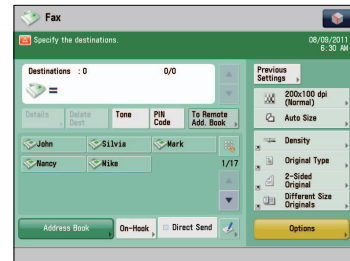 Fax
Specify the destinations.
08/09/2011
6:30 AM
Destinations : 0 0/0
=
Previous Settings
Details
Delete Dest.
Tone
PIN Code
To Remote Add. Book
200x100 dpi (Normal)
Auto Size
John
Silvia
Mark
Nancy
Mike
1/17
Density
Original Type
2-Sided Original
Different Size Originals
Address Book
On-Hook
Direct Send
Options